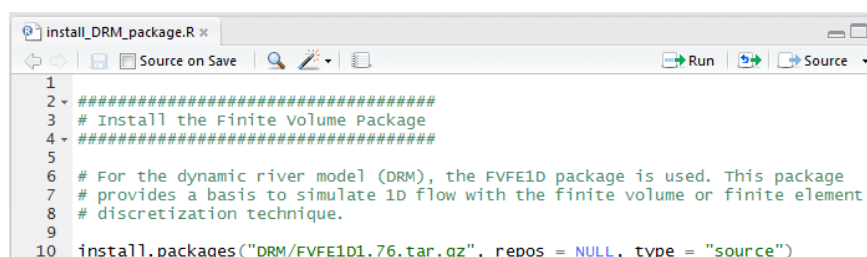 install_DRM_package.R
Source on Save Run Source
1
2 ####################################
3 # Install the Finite Volume Package
4 ####################################
5
6 # For the dynamic river model (DRM), the FVFE1D package is used. This package
7 # provides a basis to simulate 1D flow with the finite volume or finite element
8 # discretization technique.
9
10 install.packages("DRM/FVFE1D1.76.tar.gz", repos = NULL, type = "source")